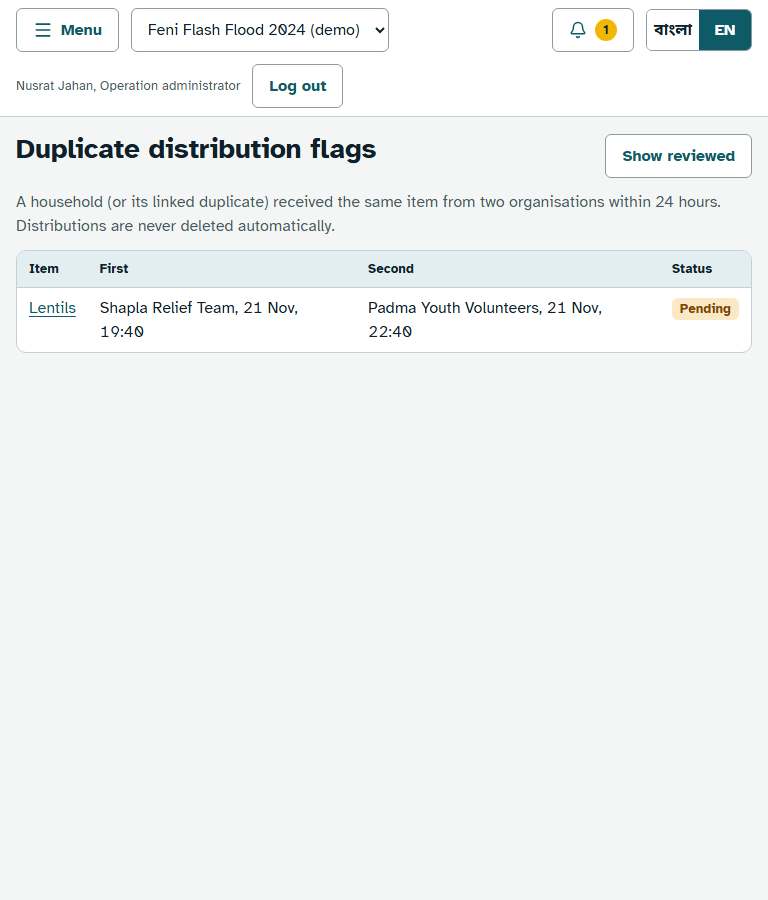 Menu
Feni Flash Flood 2024 (demo)
1
বাংলা
EN
Nusrat Jahan, Operation administrator
Log out
Duplicate distribution flags
Show reviewed
A household (or its linked duplicate) received the same item from two organisations within 24 hours.
Distributions are never deleted automatically.
Item First Second Status
Lentils Shapla Relief Team, 21 Nov, Padma Youth Volunteers, 21 Nov, Pending
19:40 22:40